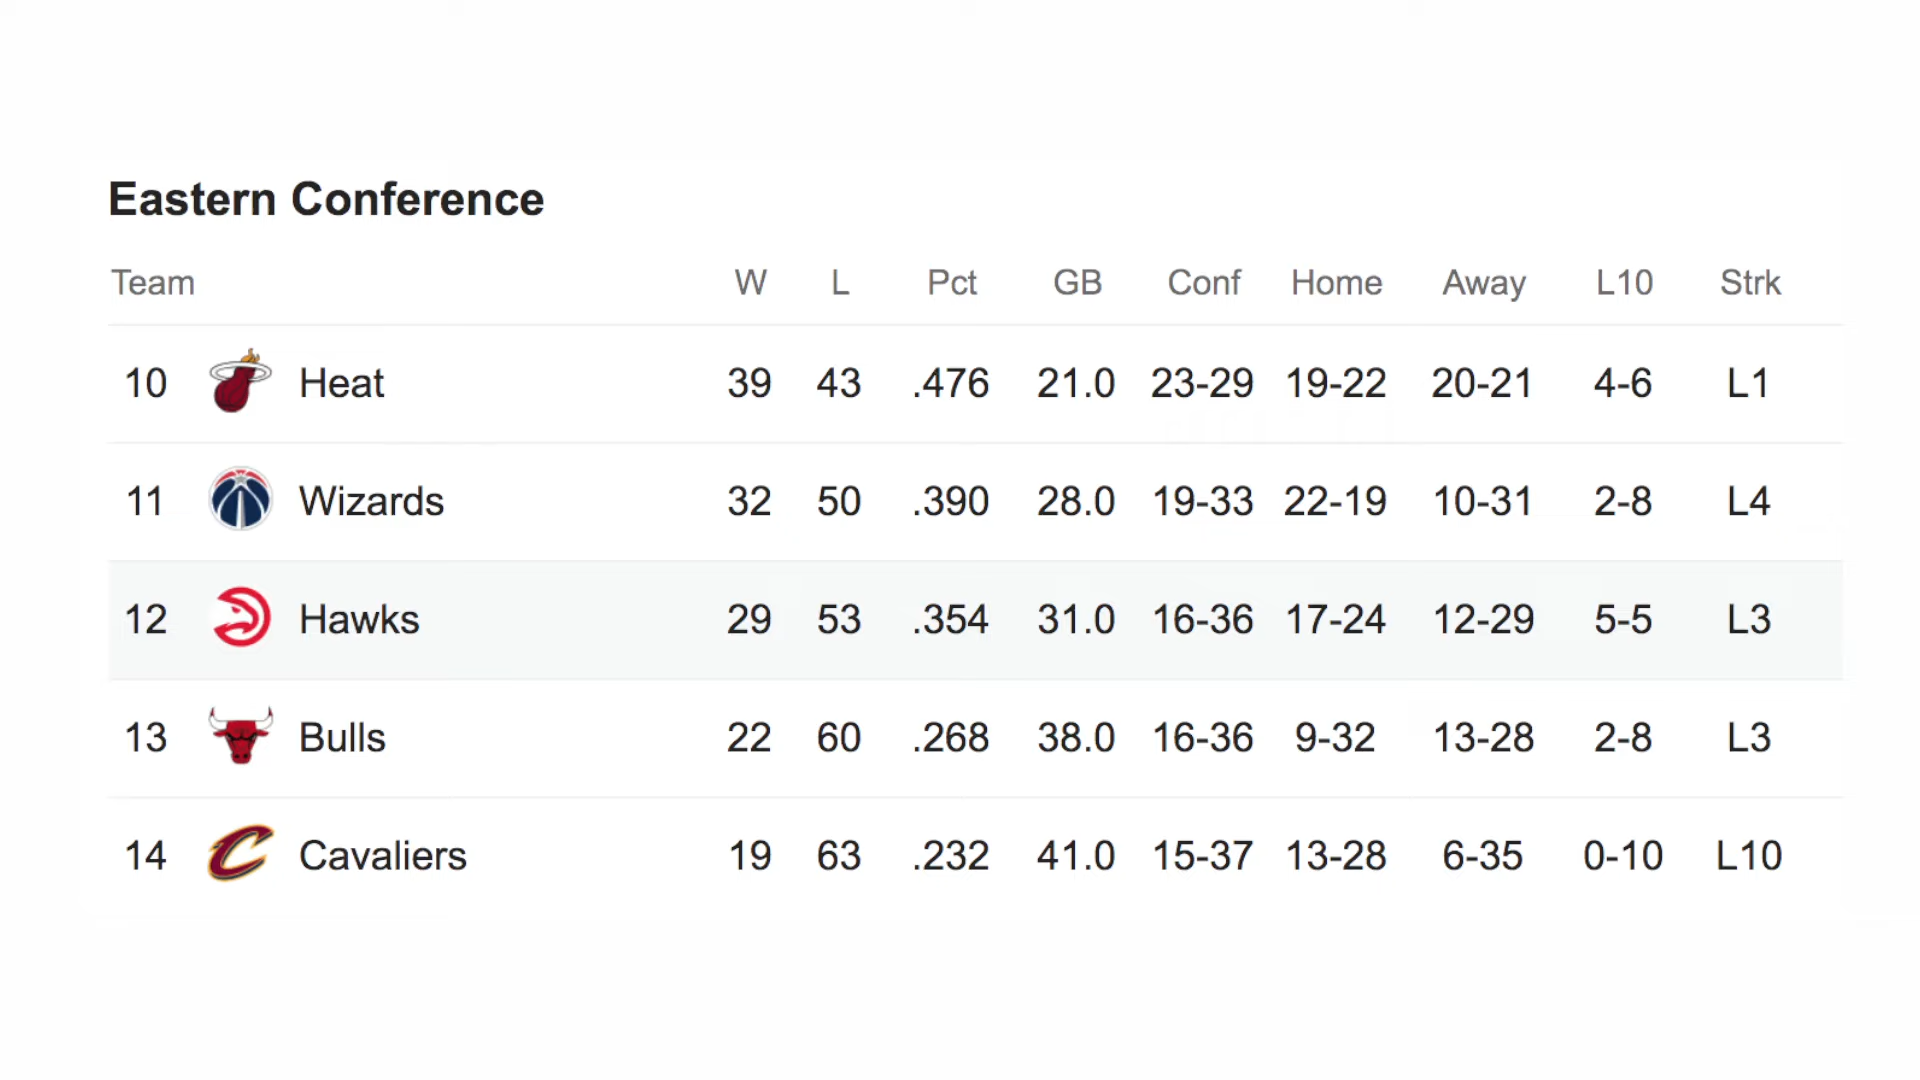 Eastern Conference
Team W L Pct GB Conf Home Away L10 Strk
10 Heat 39 43 .476 21.0 23-29 19-22 20-21 4-6 L1
11 Wizards 32 50 .390 28.0 19-33 22-19 10-31 2-8 L4
12 Hawks 29 53 .354 31.0 16-36 17-24 12-29 5-5 L3
13 Bulls 22 60 .268 38.0 16-36 9-32 13-28 2-8 L3
14 Cavaliers 19 63 .232 41.0 15-37 13-28 6-35 0-10 L10